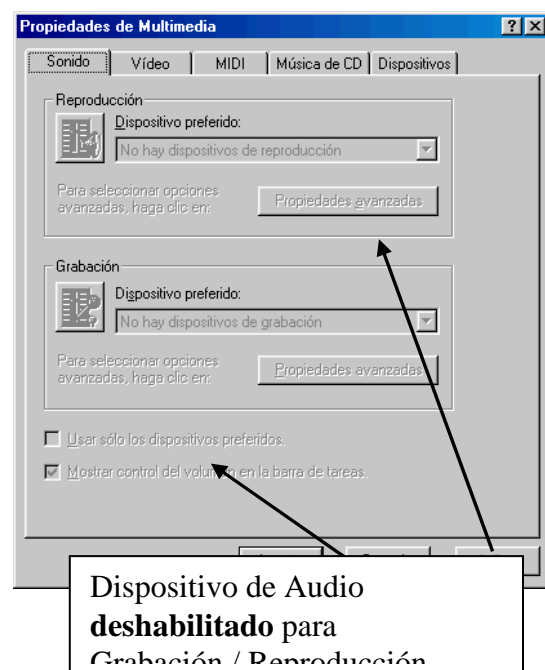 Propiedades de Multimedia
Sonido Vídeo MIDI Música de CD Dispositivos
Reproducción
Dispositivo preferido:
No hay dispositivos de reproducción
Para seleccionar opciones
avanzadas, haga clic en:
Propiedades avanzadas
Grabación
Dispositivo preferido:
No hay dispositivos de grabación
Para seleccionar opciones
avanzadas, haga clic en:
Propiedades avanzadas
Usar sólo los dispositivos preferidos.
Mostrar control del volumen en la barra de tareas.
Dispositivo de Audio
deshabilitado para
Grabación / Reproducción